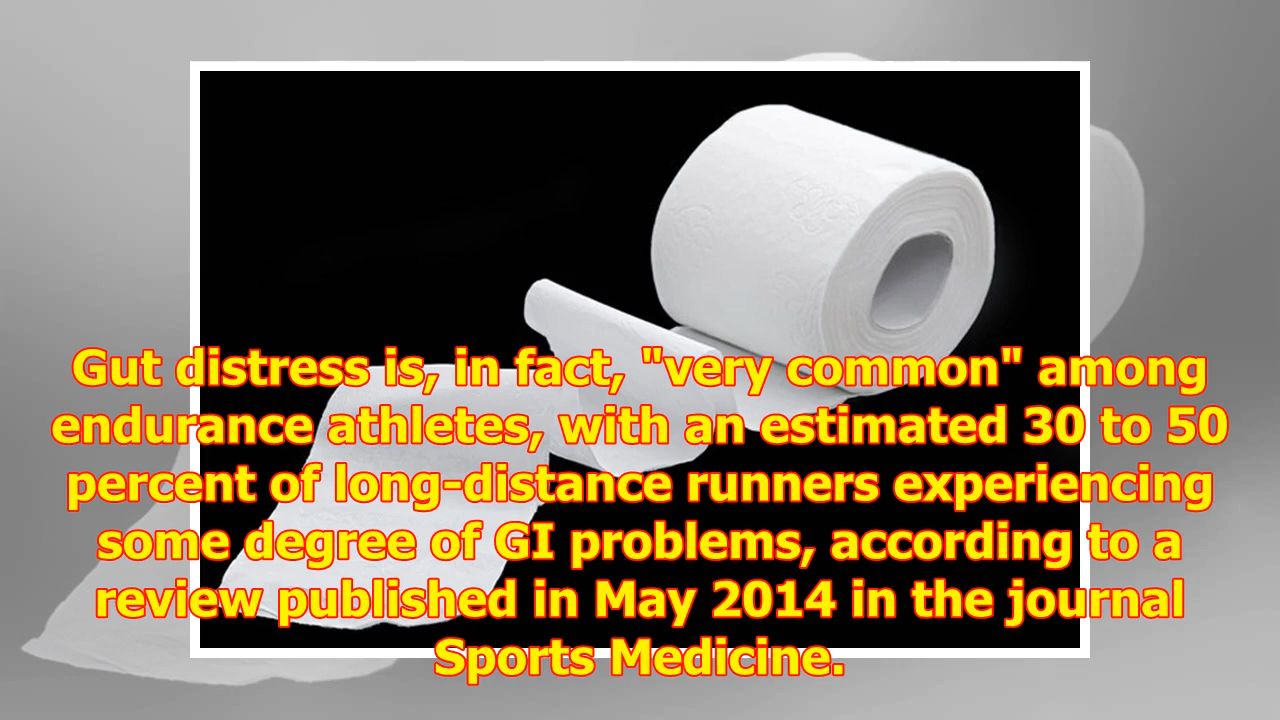 Gut distress is, in fact, "very common" among
endurance athletes, with an estimated 30 to 50
percent of long-distance runners experiencing
some degree of GI problems, according to a
review published in May 2014 in the journal
Sports Medicine.